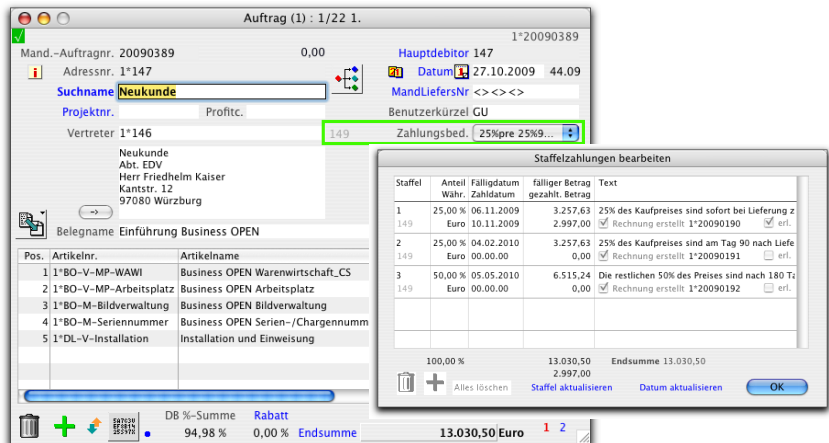 Auftrag (1) : 1/22 1.
1*20090389
Mand.-Auftragnr. 20090389 0,00 Hauptdebitor 147
Adressnr. 1*147 Datum 27.10.2009 44.09
Suchname Neukunde MandLiefersNr <><><>
Projektnr. Profitc. Benutzerkürzel GU
Vertreter 1*146 149 Zahlungsbed. 25%pre 25%9...
Neukunde
Abt. EDV
Herr Friedhelm Kaiser
Kantstr. 12
97080 Würzburg
Belegname Einführung Business OPEN
Pos. Artikelnr. Artikelname
1 1*BO-V-MP-WAWI Business OPEN Warenwirtschaft_CS
2 1*BO-V-MP-Arbeitsplatz Business OPEN Arbeitsplatz
3 1*BO-M-Bildverwaltung Business OPEN Bildverwaltung
4 1*BO-M-Seriennummer Business OPEN Serien-/Chargennumm
5 1*DL-V-Installation Installation und Einweisung
DB %-Summe Rabatt
94,98 % 0,00 % Endsumme 13.030,50 Euro 1 2
Staffelzahlungen bearbeiten
Staffel Anteil Fälligdatum fälliger Betrag Text
Währ. Zahldatum gezahlt. Betrag
1 25,00 % 06.11.2009 3.257,63 25% des Kaufpreises sind sofort bei Lieferung z
149 Euro 10.11.2009 2.997,00 Rechnung erstellt 1*20090190 erl.
2 25,00 % 04.02.2010 3.257,63 25% des Kaufpreises sind am Tag 90 nach Liefe
149 Euro 00.00.00 0,00 Rechnung erstellt 1*20090191 erl.
3 50,00 % 05.05.2010 6.515,24 Die restlichen 50% des Preises sind nach 180 Ta
149 Euro 00.00.00 0,00 Rechnung erstellt 1*20090192 erl.
100,00 % 13.030,50 Endsumme 13.030,50
2.997,00
Alles löschen Staffel aktualisieren Datum aktualisieren OK